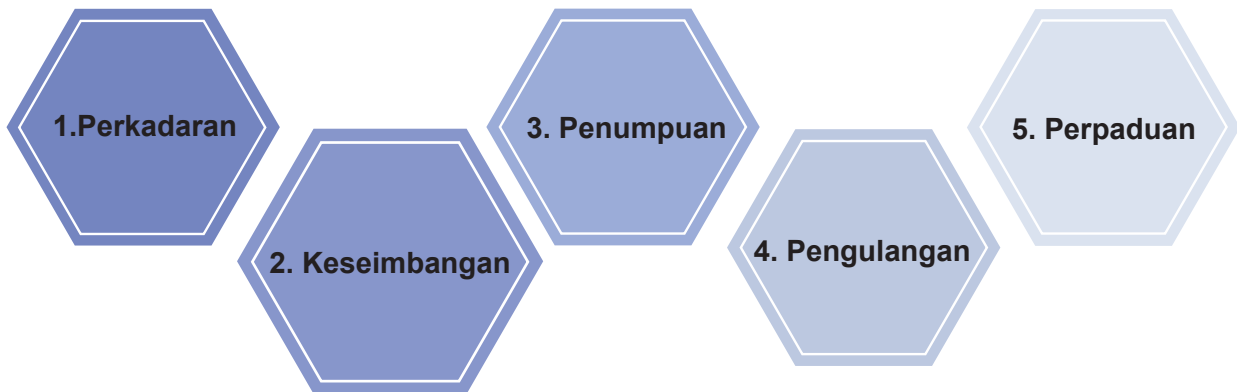 1.Perkadaran
2. Keseimbangan
3. Penumpuan
4. Pengulangan
5. Perpaduan